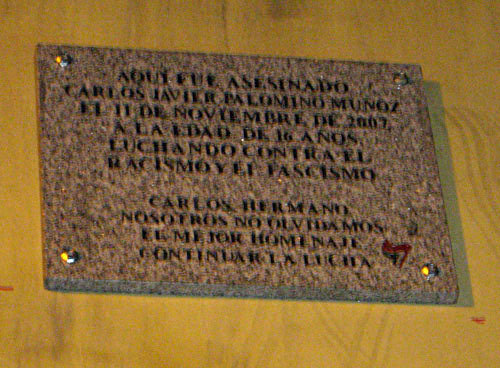 AQUI FUE ASESINADO
CARLOS JAVIER PALOMINO MUÑOZ
EL 11 DE NOVIEMBRE DE 2007,
A LA EDAD DE 16 AÑOS,
LUCHANDO CONTRA EL
RACISMO Y EL FASCISMO
CARLOS, HERMANO,
NOSOTROS NO OLVIDAMOS
EL MEJOR HOMENAJE
CONTINUAR LA LUCHA